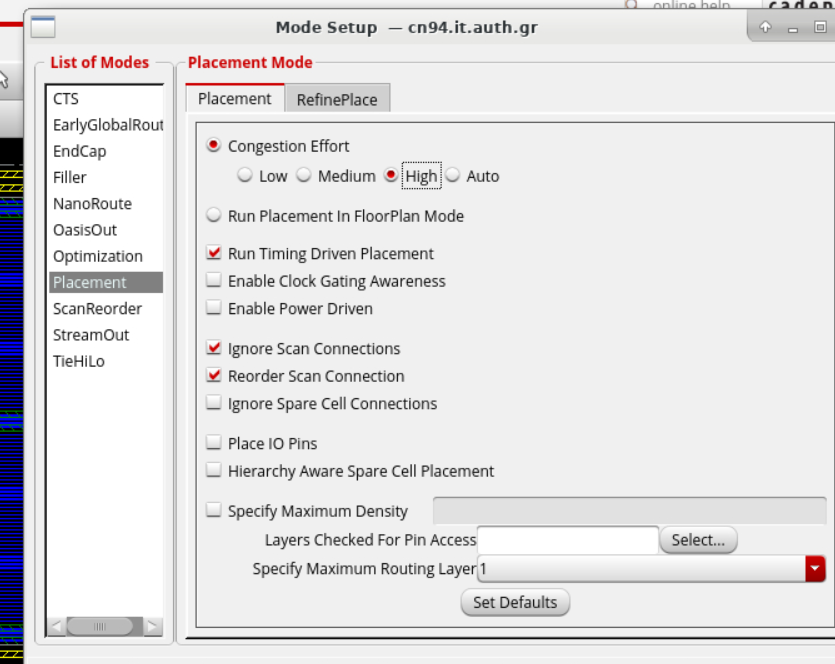 online help
Mode Setup — cn94.it.auth.gr
List of Modes
CTS
EarlyGlobalRout
EndCap
Filler
NanoRoute
OasisOut
Optimization
Placement
ScanReorder
StreamOut
TieHiLo
Placement Mode
Placement RefinePlace
Congestion Effort
Low Medium High Auto
Run Placement In FloorPlan Mode
Run Timing Driven Placement
Enable Clock Gating Awareness
Enable Power Driven
Ignore Scan Connections
Reorder Scan Connection
Ignore Spare Cell Connections
Place IO Pins
Hierarchy Aware Spare Cell Placement
Specify Maximum Density
Layers Checked For Pin Access Select...
Specify Maximum Routing Layer 1
Set Defaults